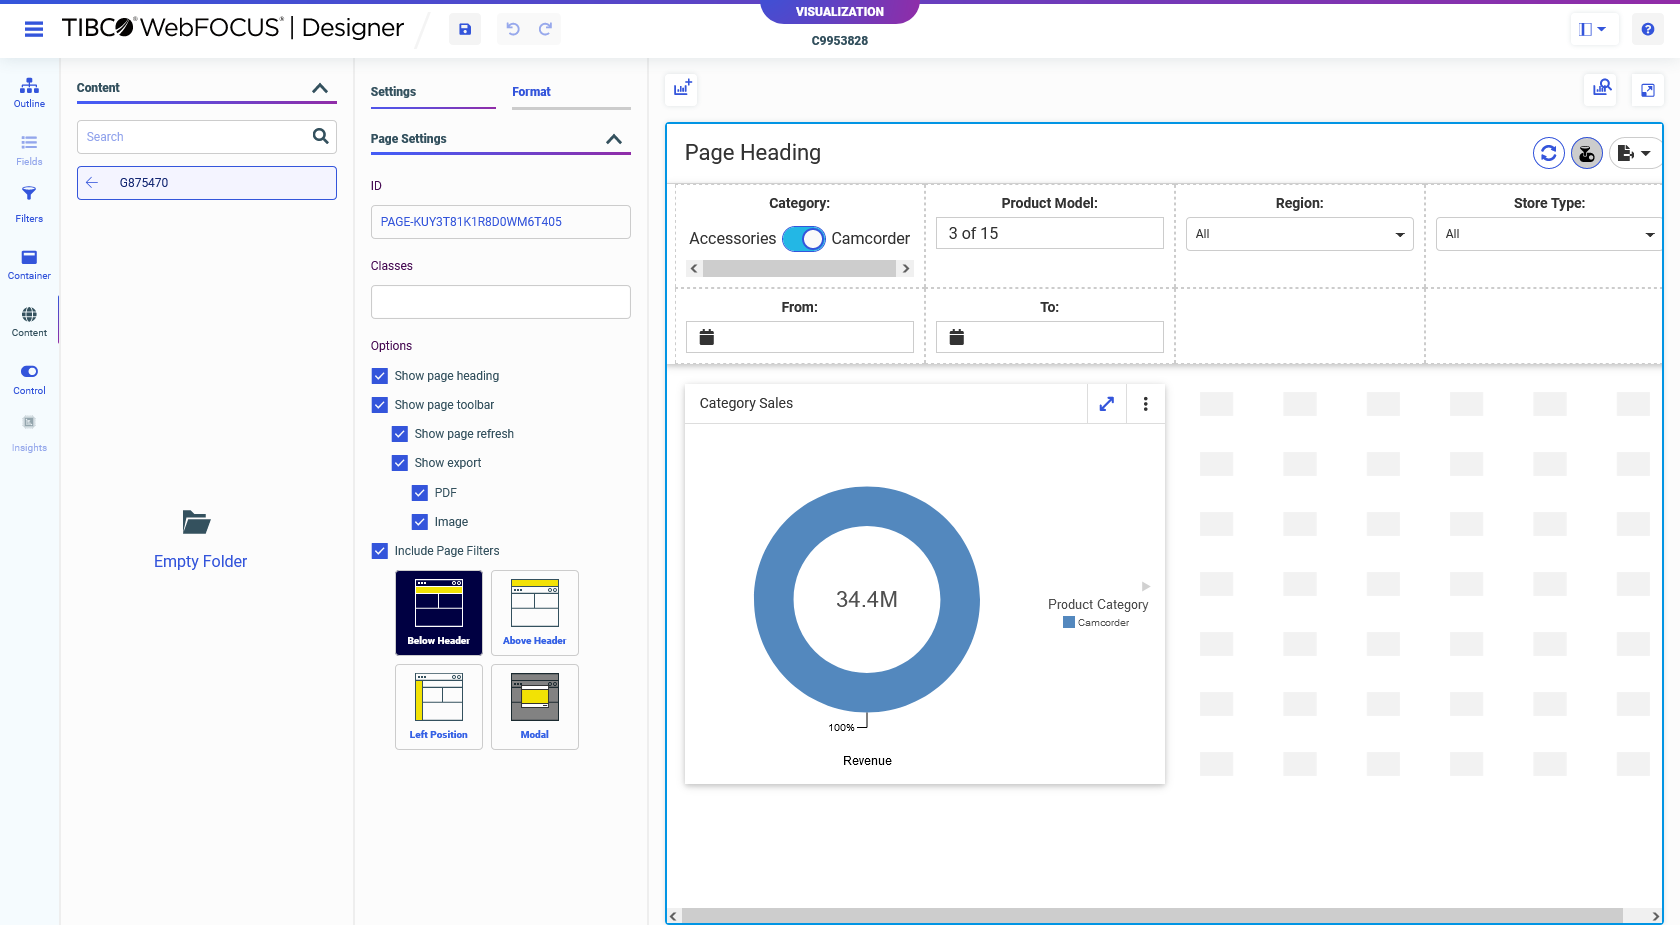 VISUALIZATION
TIBCO® WebFOCUS® | Designer
C9953828
Outline
Fields
Filters
Container
Content
Control
Insights
Content
Search
G875470
Empty Folder
Settings
Format
Page Settings
ID
PAGE-KUY3T81K1R8D0WM6T405
Classes
Options
Show page heading
Show page toolbar
Show page refresh
Show export
PDF
Image
Include Page Filters
Below Header
Above Header
Left Position
Modal
Page Heading
Category:
Accessories
Camcorder
Product Model:
3 of 15
Region:
All
Store Type:
All
From:
To:
Category Sales
34.4M
100%
Revenue
Product Category
Camcorder